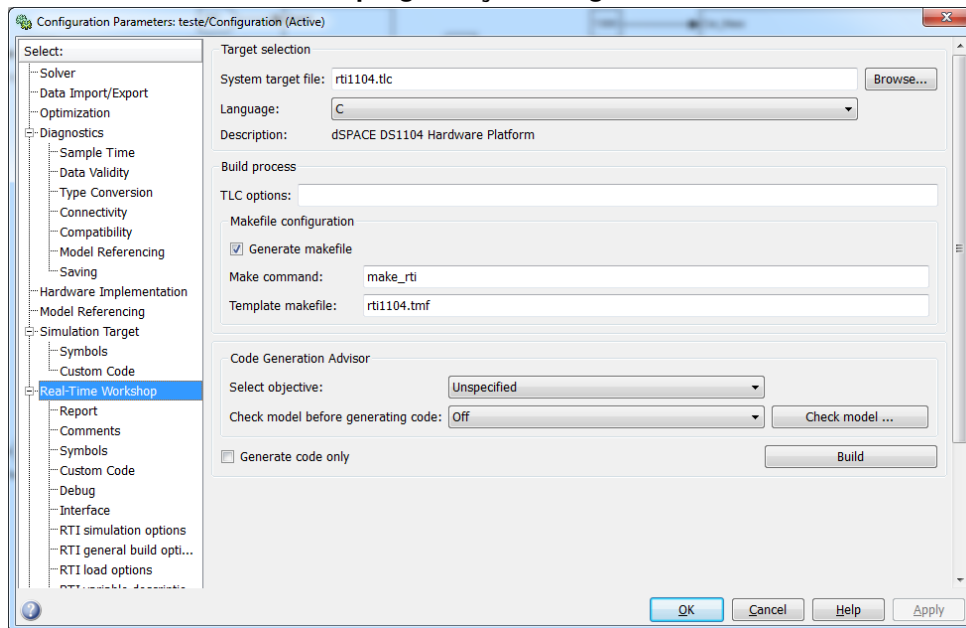 Configuration Parameters: teste/Configuration (Active)
Select:
Solver
Data Import/Export
Optimization
Diagnostics
Sample Time
Data Validity
Type Conversion
Connectivity
Compatibility
Model Referencing
Saving
Hardware Implementation
Model Referencing
Simulation Target
Symbols
Custom Code
Real-Time Workshop
Report
Comments
Symbols
Custom Code
Debug
Interface
RTI simulation options
RTI general build opti...
RTI load options
Target selection
System target file: rti1104.tlc Browse...
Language: C
Description: dSPACE DS1104 Hardware Platform
Build process
TLC options:
Makefile configuration
Generate makefile
Make command: make_rti
Template makefile: rti1104.tmf
Code Generation Advisor
Select objective: Unspecified
Check model before generating code: Off Check model ...
Generate code only Build
OK Cancel Help Apply